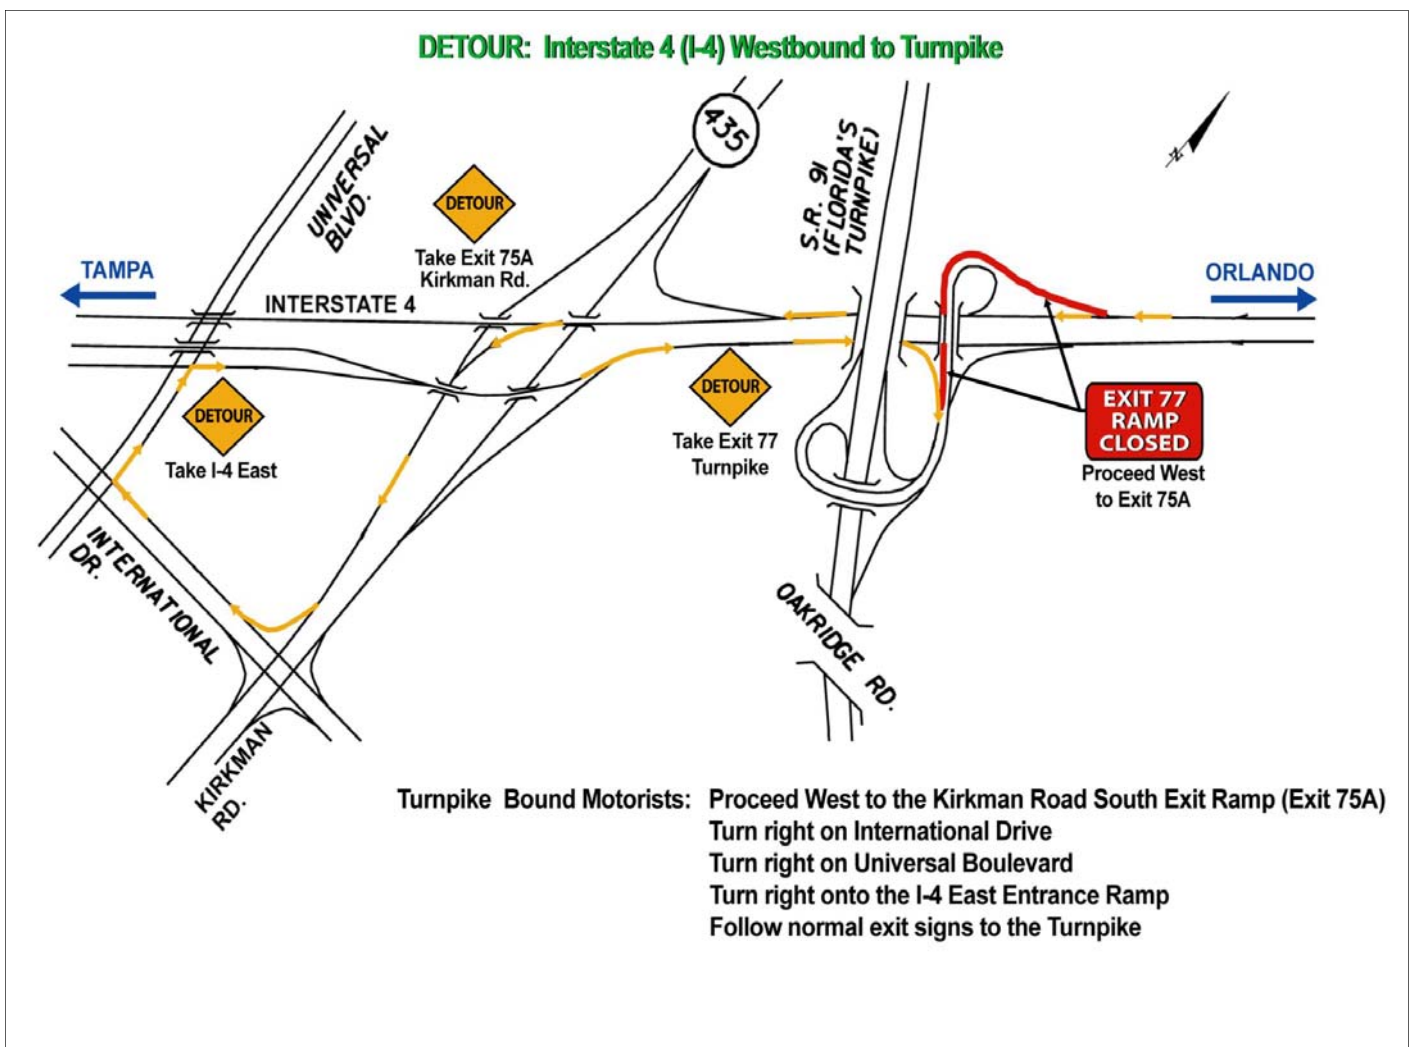 DETOUR: Interstate 4 (I-4) Westbound to Turnpike
435
UNIVERSAL
BLVD.
S.R. 91
(FLORIDA'S
TURNPIKE)
N
DETOUR
Take Exit 75A
Kirkman Rd.
TAMPA
INTERSTATE 4
ORLANDO
DETOUR
Take I-4 East
DETOUR
Take Exit 77
Turnpike
EXIT 77
RAMP
CLOSED
Proceed West
to Exit 75A
INTERNATIONAL
DR.
OAKRIDGE RD.
KIRKMAN
RD.
Turnpike Bound Motorists: Proceed West to the Kirkman Road South Exit Ramp (Exit 75A)
Turn right on International Drive
Turn right on Universal Boulevard
Turn right onto the I-4 East Entrance Ramp
Follow normal exit signs to the Turnpike